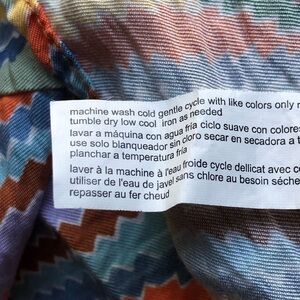 machine wash cold gentle cycle with like colors only
tumble dry low cool iron as needed
lavar a máquina con agua fría ciclo suave con colores
use solo blanqueador sin cloro secar en secadora a
planchar a temperatura fría
laver à la machine à l'eau froide cycle délicat avec
utiliser de l'eau de javel sans chlore au besoin
repasser au fer chaud